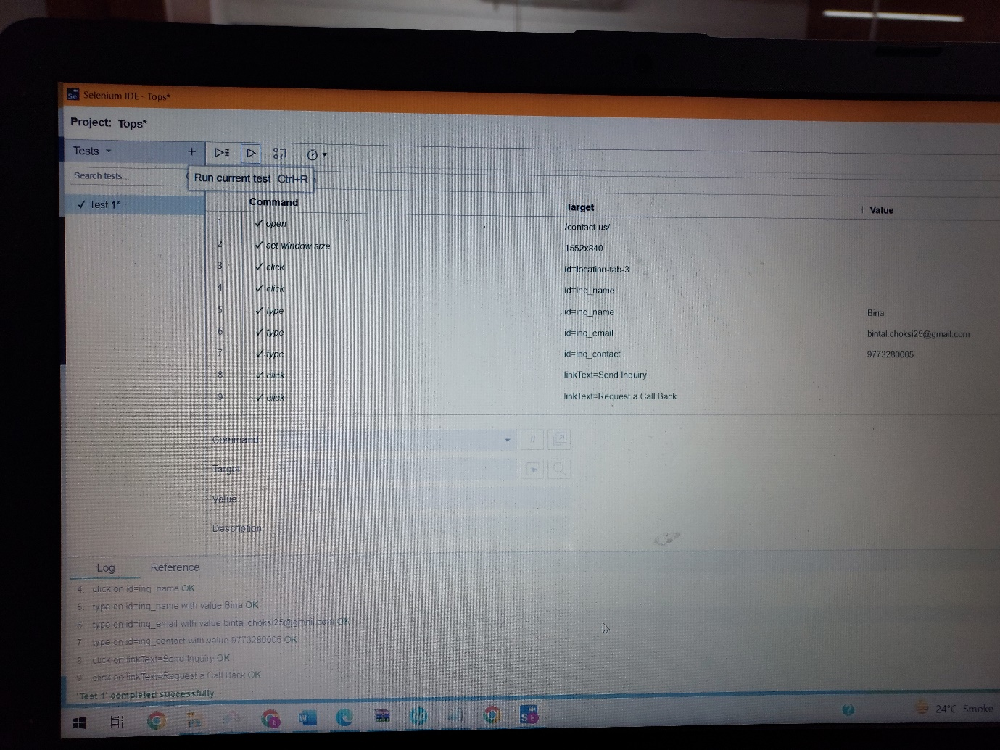 Selenium IDE - Tops*
Project: Tops*
Tests +
Search tests...
Run current test Ctrl+R
✓ Test 1*
Command Target Value
1 ✓ open /contact-us/
2 ✓ set window size 1552x840
3 ✓ click id=location-tab-3
4 ✓ click id=inq_name
5 ✓ type id=inq_name Bina
6 ✓ type id=inq_email bintal.choksi25@gmail.com
7 ✓ type id=inq_contact 9773280005
8 ✓ click linkText=Send Inquiry
9 ✓ click linkText=Request a Call Back
Command //
Target
Value
Description
Log Reference
4. click on id=inq_name OK
5. type on id=inq_name with value Bina OK
6. type on id=inq_email with value bintal.choksi25@gmail.com OK
7. type on id=inq_contact with value 9773280005 OK
8. click on linkText=Send Inquiry OK
9. click on linkText=Request a Call Back OK
'Test 1' completed successfully
24°C Smoke